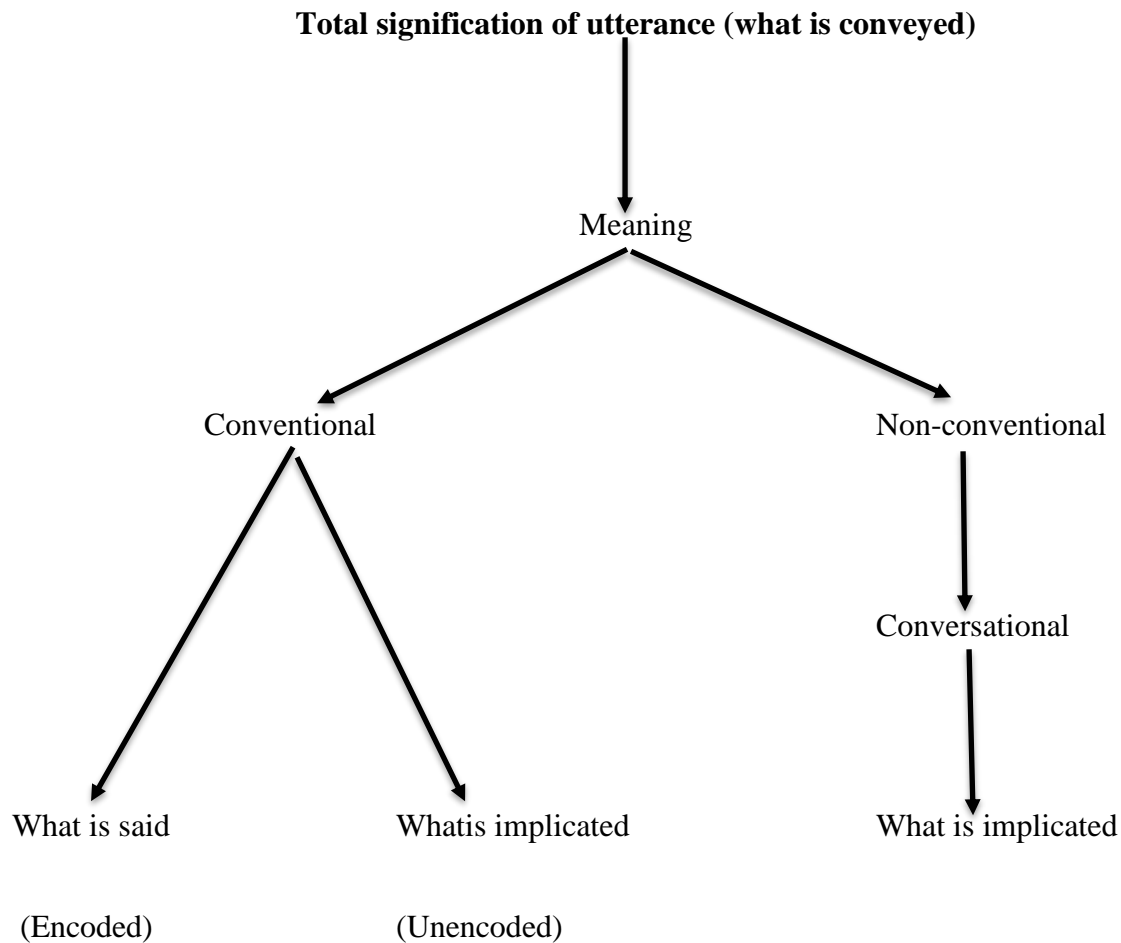 Total signification of utterance (what is conveyed)
Meaning
Conventional
Non-conventional
Conversational
What is said
Whatis implicated
What is implicated
(Encoded)
(Unencoded)